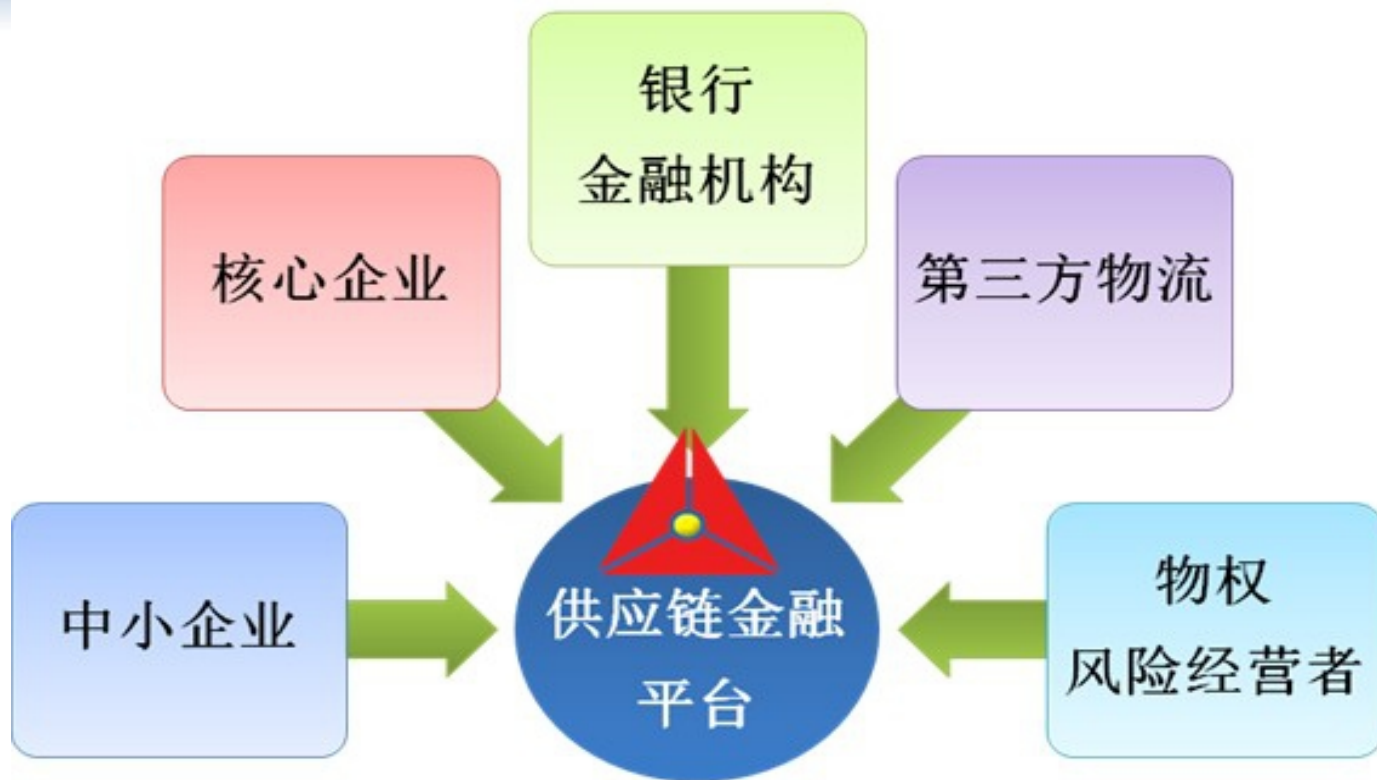 银行
金融机构
核心企业
第三方物流
中小企业
供应链金融
平台
物权
风险经营者